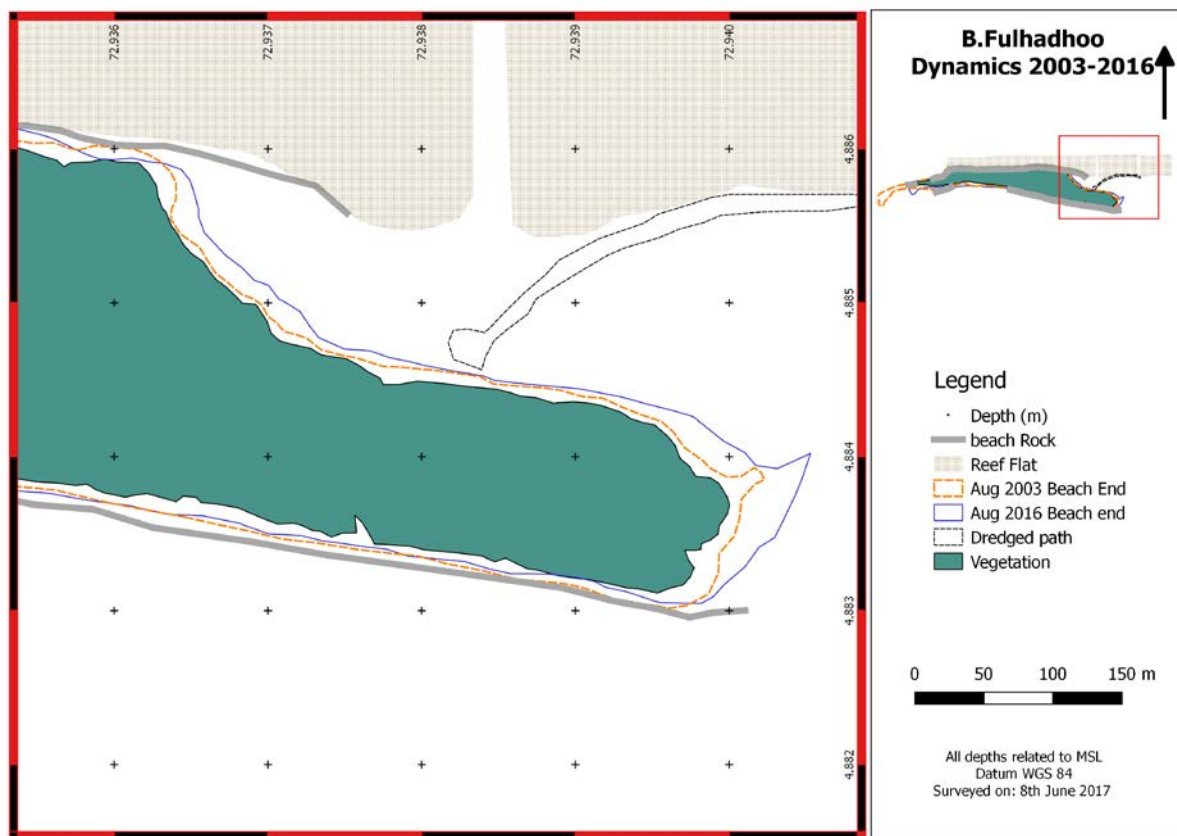 72.936
72.937
72.938
72.939
72.940
4.886
4.885
4.884
4.883
4.882
B.Fulhadhoo
Dynamics 2003-2016
Legend
Depth (m)
beach Rock
Reef Flat
Aug 2003 Beach End
Aug 2016 Beach end
Dredged path
Vegetation
0 50 100 150 m
All depths related to MSL
Datum WGS 84
Surveyed on: 8th June 2017